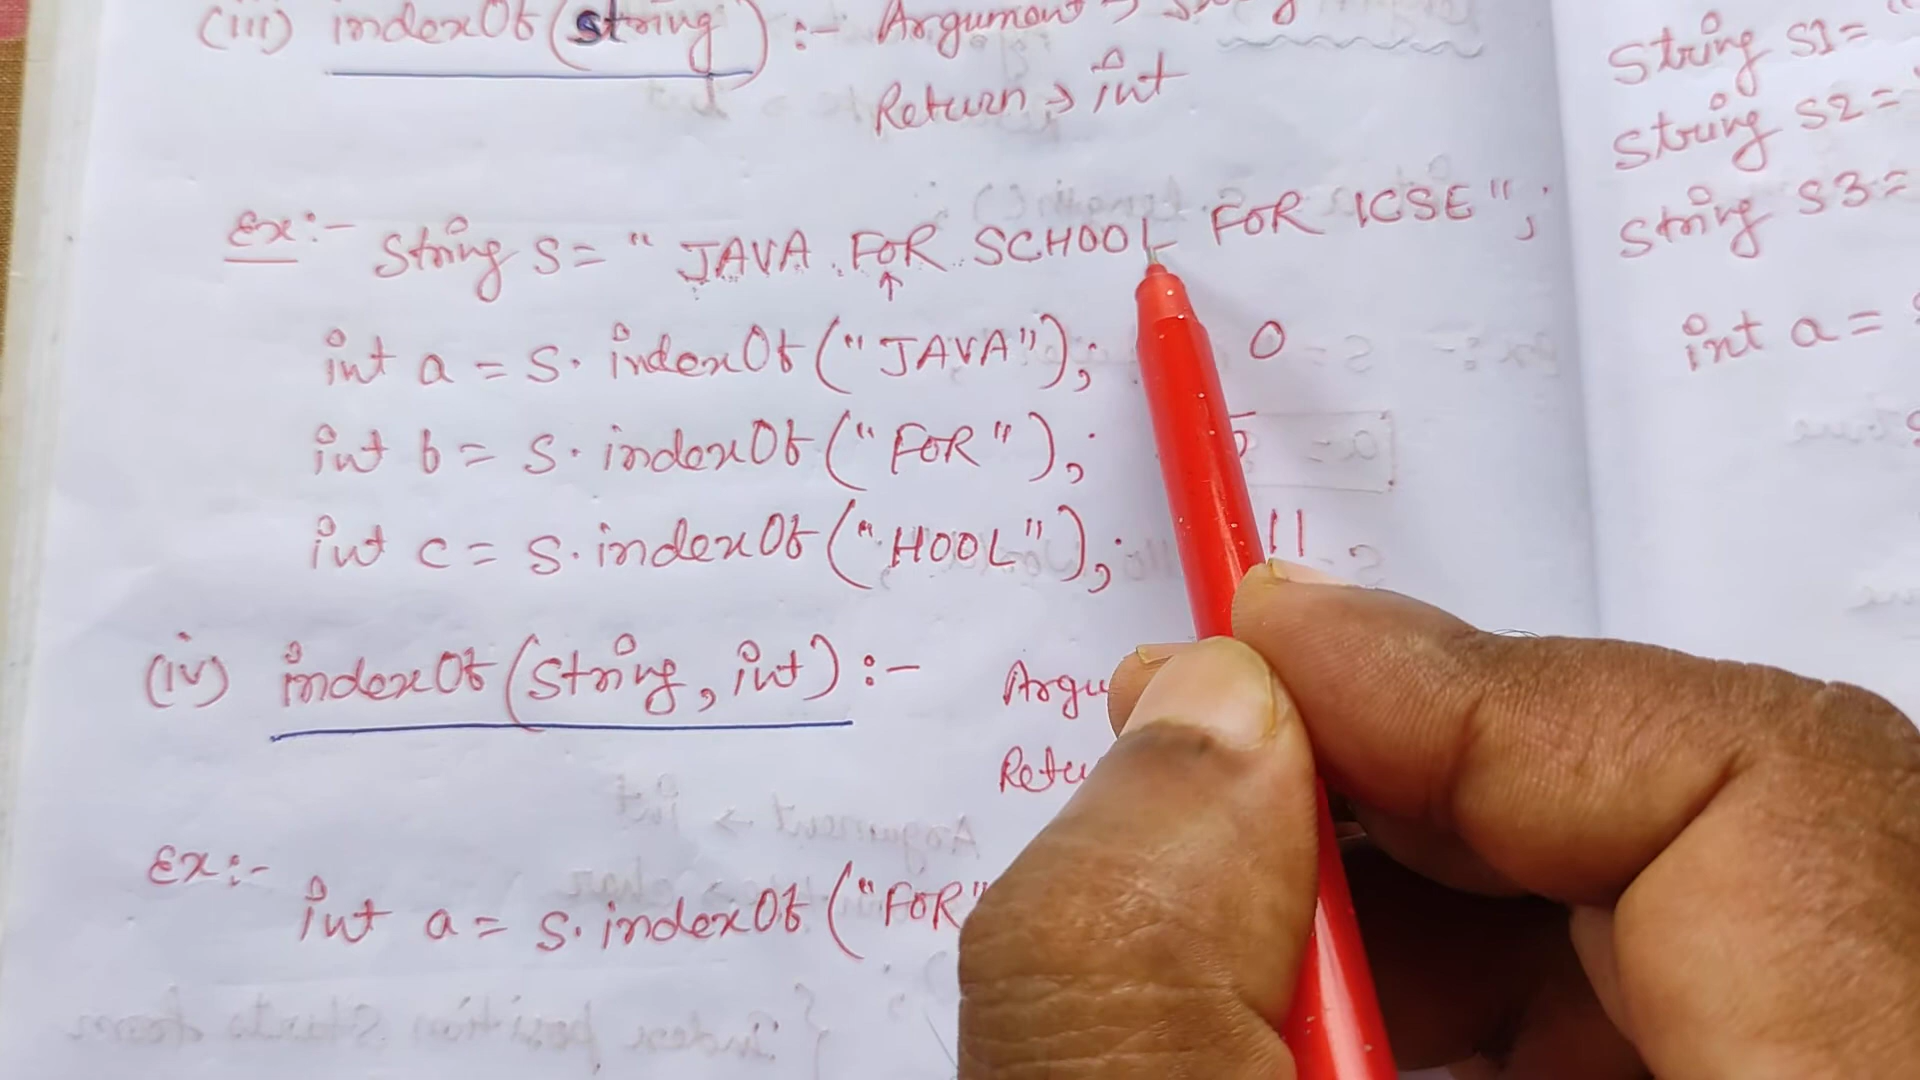 (iii) indexOf(string) :- Argument →
Return → int
Ex:- String S = " JAVA FOR SCHOOL FOR ICSE " ;
int a = S. indexOf("JAVA"); 0
int b = S. indexOf("FOR");
int c = S. indexOf("HOOL"); 11
(iv) indexOf(String, int) :- Argu
Retu
Ex:-
int a = S. indexOf("FOR"
String S1 = "
String S2 =
String S3 =
int a =